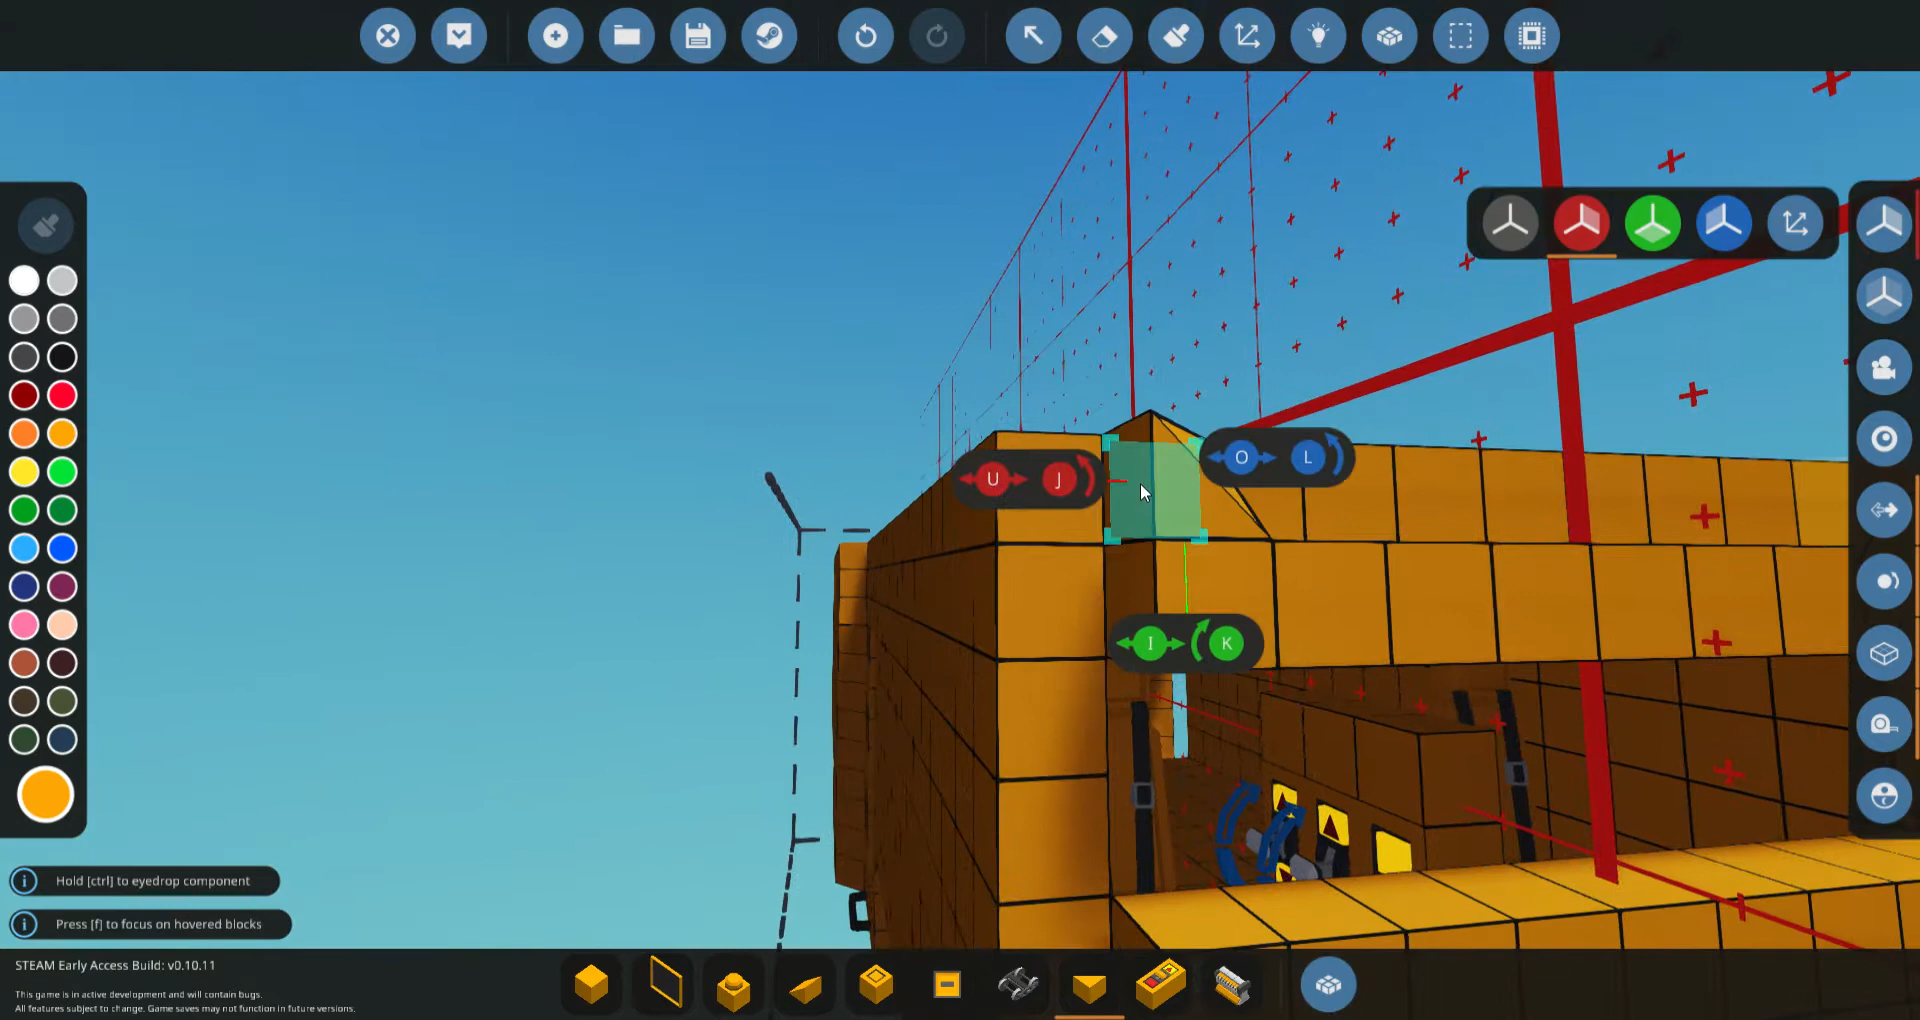 U J
O L
I K
Hold [ctrl] to eyedrop component
Press [f] to focus on hovered blocks
STEAM Early Access Build: v0.10.11
This game is in active development and will contain bugs.
All features subject to change. Game saves may not function in future versions.